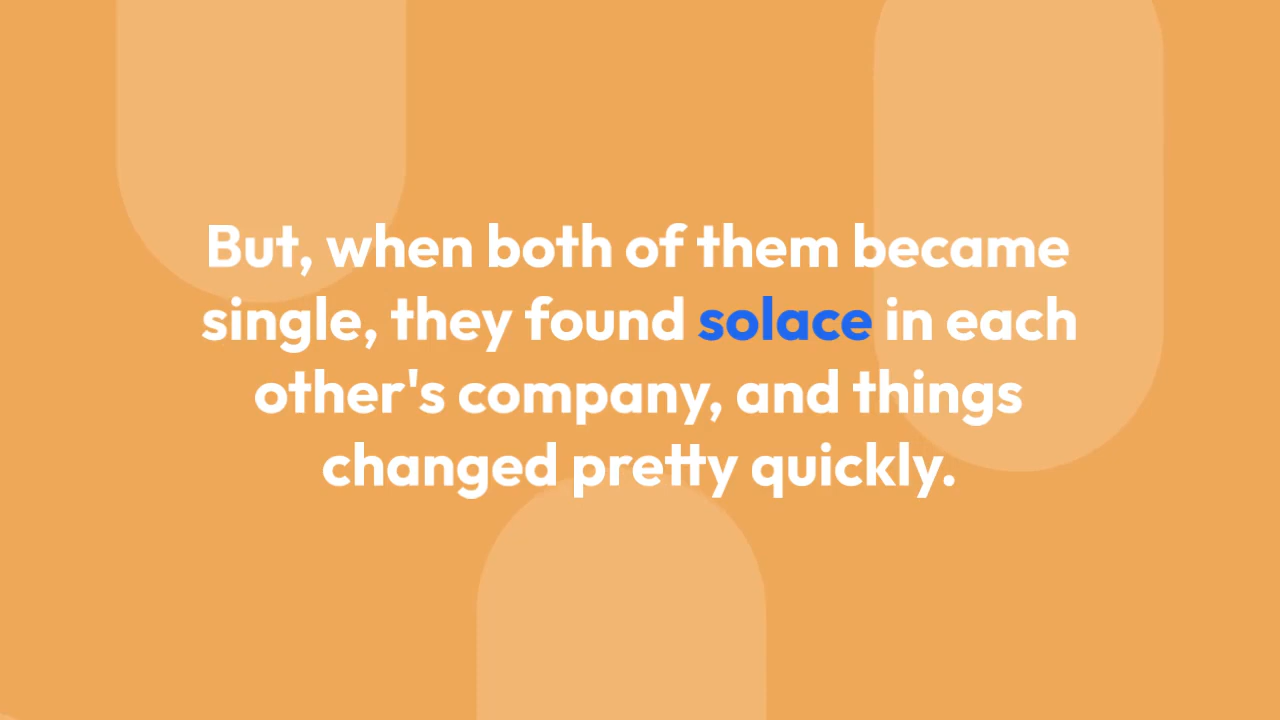 But, when both of them became
single, they found solace in each
other's company, and things
changed pretty quickly.